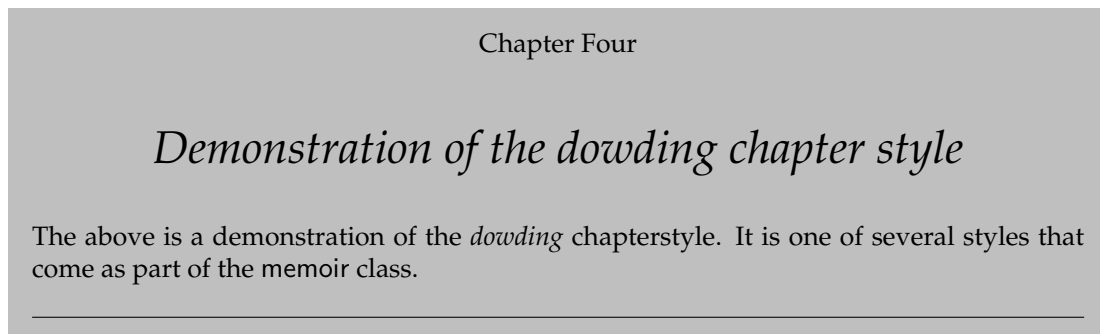 Chapter Four
Demonstration of the dowding chapter style
The above is a demonstration of the dowding chapterstyle. It is one of several styles that
come as part of the memoir class.